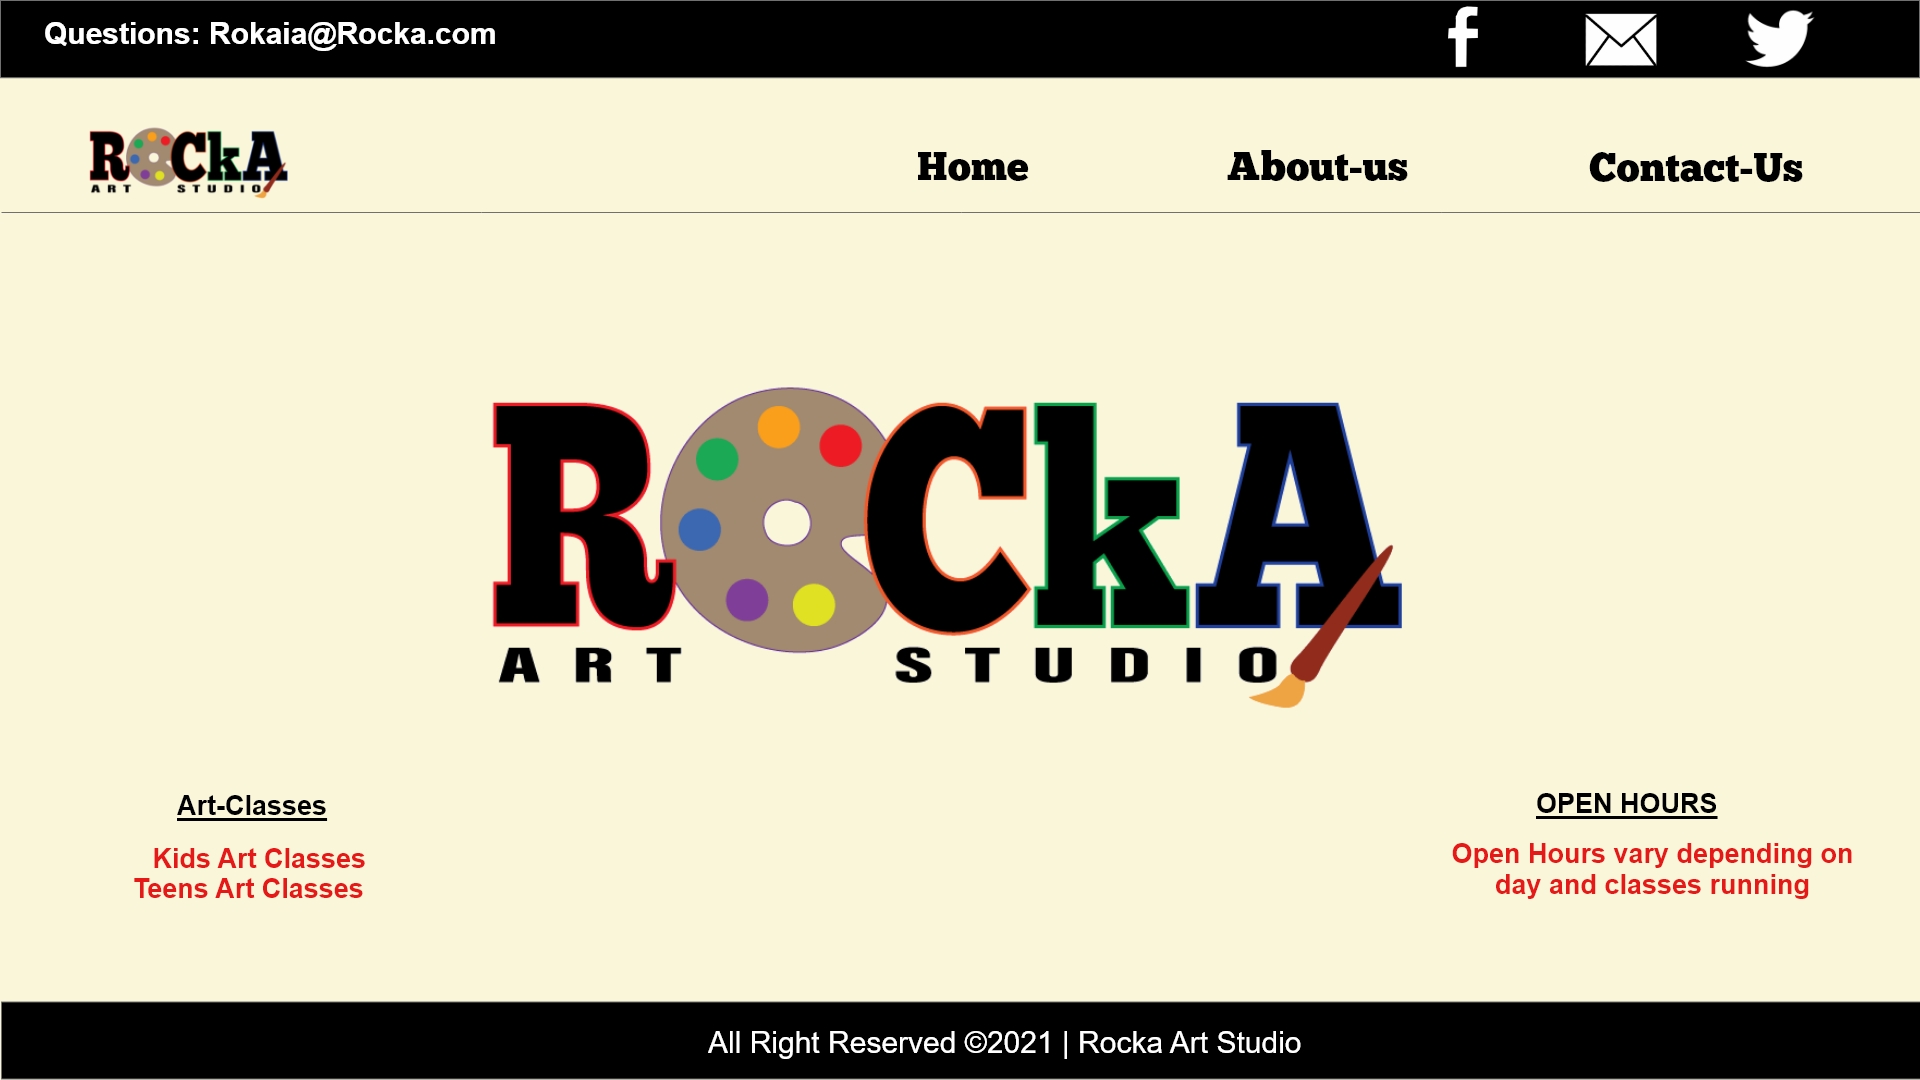 Questions: Rokaia@Rocka.com
ROCkA
ART STUDIO
Home
About-us
Contact-Us
ROCkA
ART STUDIO
Art-Classes
Kids Art Classes
Teens Art Classes
OPEN HOURS
Open Hours vary depending on
day and classes running
All Right Reserved ©2021 | Rocka Art Studio